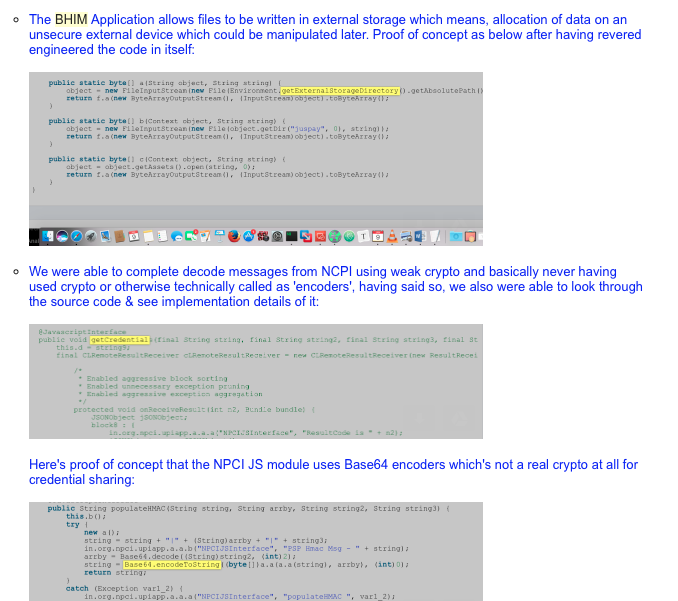 The BHIM Application allows files to be written in external storage which means, allocation of data on an
unsecure external device which could be manipulated later. Proof of concept as below after having revered
engineered the code in itself:
public static byte[] a(String object, String string) {
object = new FileInputStream(new File(Environment.getExternalStorageDirectory().getAbsolutePath()
return f.a(new ByteArrayOutputStream(), (InputStream)object).toByteArray();
}
public static byte[] b(Context object, String string) {
object = new FileInputStream(new File(object.getDir("juspay", 0), string));
return f.a(new ByteArrayOutputStream(), (InputStream)object).toByteArray();
}
public static byte[] c(Context object, String string) {
object = object.getAssets().open(string, 0);
return f.a(new ByteArrayOutputStream(), (InputStream)object).toByteArray();
}
}
We were able to complete decode messages from NCPI using weak crypto and basically never having
used crypto or otherwise technically called as 'encoders', having said so, we also were able to look through
the source code & see implementation details of it:
@JavascriptInterface
public void getCredential(final String string, final String string2, final String string3, final St
this.d = string9;
final CLRemoteResultReceiver cLRemoteResultReceiver = new CLRemoteResultReceiver(new ResultRecei
/*
* Enabled aggressive block sorting
* Enabled unnecessary exception pruning
* Enabled aggressive exception aggregation
*/
protected void onReceiveResult(int n2, Bundle bundle) {
JSONObject jSONObject;
block8 : {
in.org.npci.upiapp.a.a.a("NPCIJSInterface", "ResultCode is " + n2);
Here's proof of concept that the NPCI JS module uses Base64 encoders which's not a real crypto at all for
credential sharing:
public String populateHMAC(String string, String arrby, String string2, String string3) {
this.b();
try {
new a();
string = string + "|" + (String)arrby + "|" + string3;
in.org.npci.upiapp.a.a.b("NPCIJSInterface", "PSP Hmac Msg - " + string);
arrby = Base64.decode((String)string2, (int)2);
string = Base64.encodeToString((byte[])a.a(a.a(string), arrby), (int)0);
return string;
}
catch (Exception var1_2) {
in.org.npci.upiapp.a.a.a("NPCIJSInterface", "populateHMAC ", var1_2);